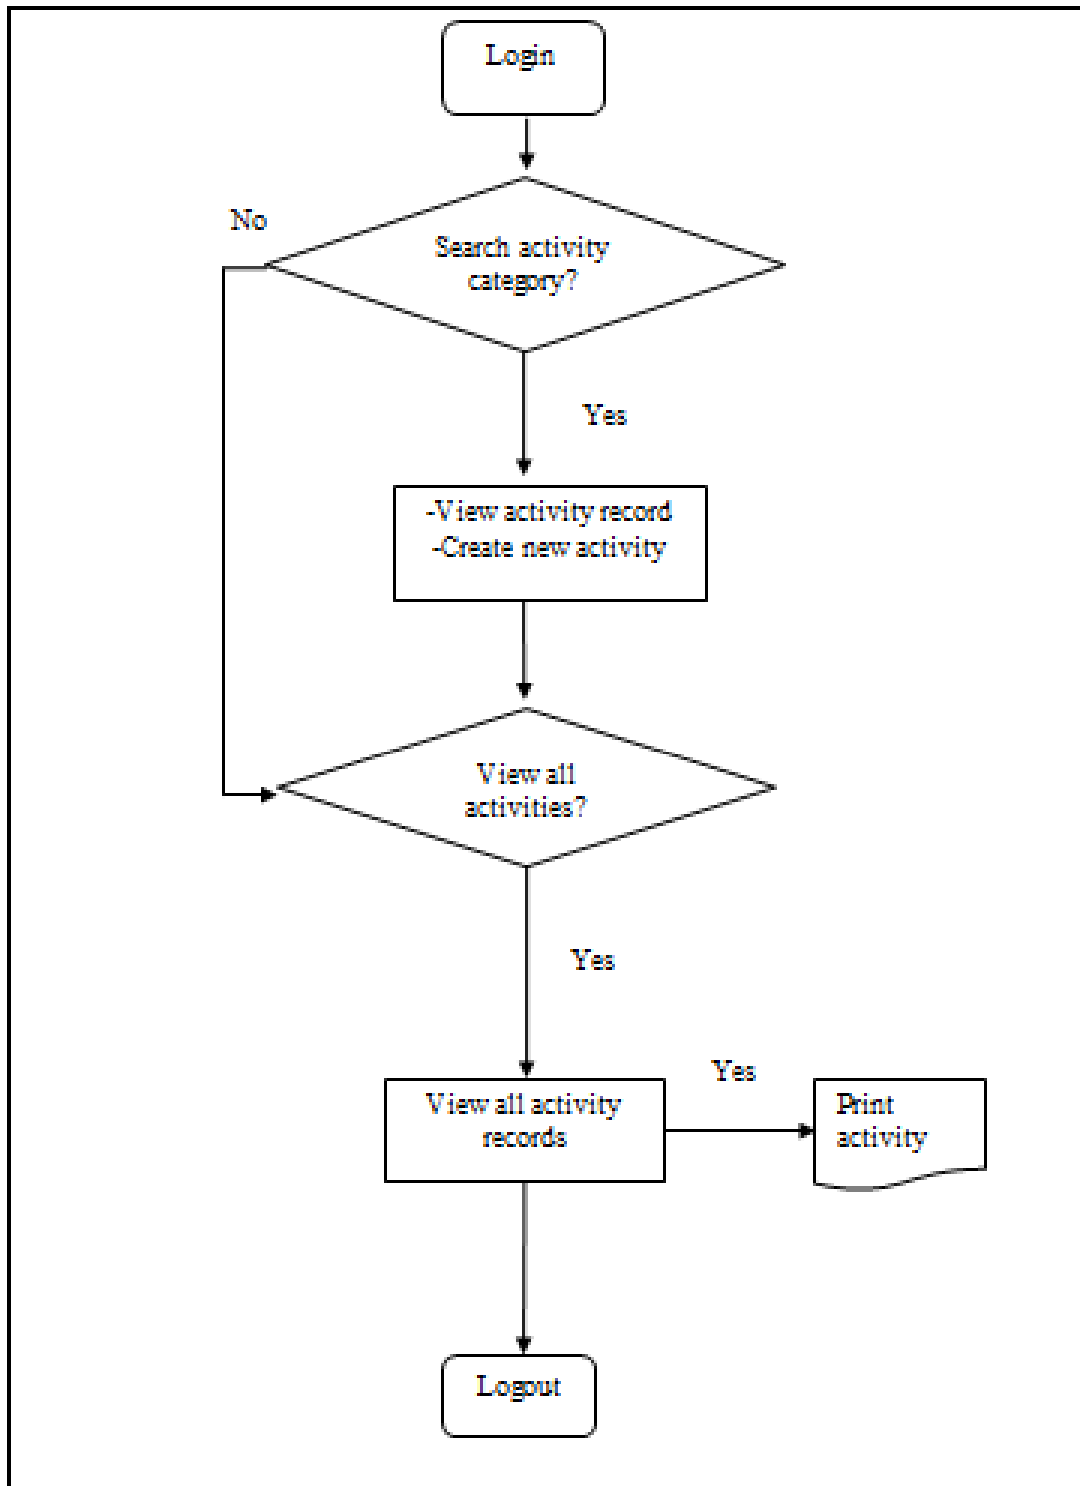 Login
No
Search activity
category?
Yes
-View activity record
-Create new activity
View all
activities?
Yes
Yes
View all activity
records
Print
activity
Logout